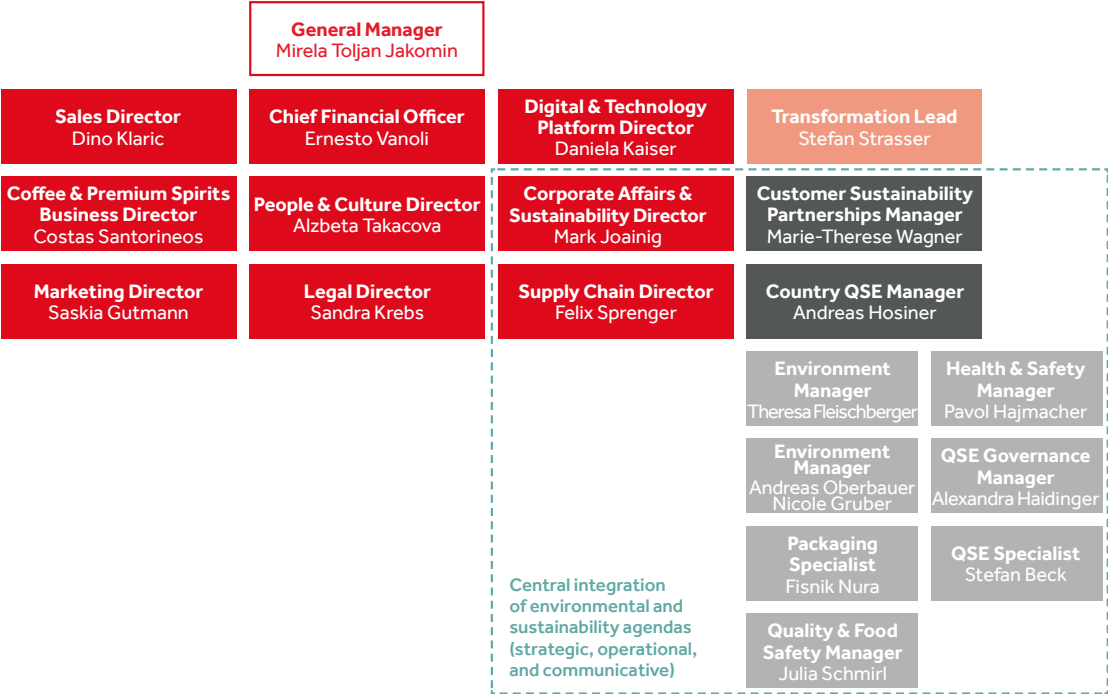 General Manager
Mirela Toljan Jakomin
Sales Director
Dino Klaric
Chief Financial Officer
Ernesto Vanoli
Digital & Technology
Platform Director
Daniela Kaiser
Transformation Lead
Stefan Strasser
Coffee & Premium Spirits
Business Director
Costas Santorineos
People & Culture Director
Alzbeta Takacova
Corporate Affairs &
Sustainability Director
Mark Joainig
Customer Sustainability
Partnerships Manager
Marie-Therese Wagner
Marketing Director
Saskia Gutmann
Legal Director
Sandra Krebs
Supply Chain Director
Felix Sprenger
Country QSE Manager
Andreas Hosiner
Environment
Manager
Theresa Fleischberger
Health & Safety
Manager
Pavol Hajmacher
Environment
Manager
Andreas Oberbauer
Nicole Gruber
QSE Governance
Manager
Alexandra Haidinger
Packaging
Specialist
Fisnik Nura
QSE Specialist
Stefan Beck
Central integration
of environmental and
sustainability agendas
(strategic, operational,
and communicative)
Quality & Food
Safety Manager
Julia Schmirl